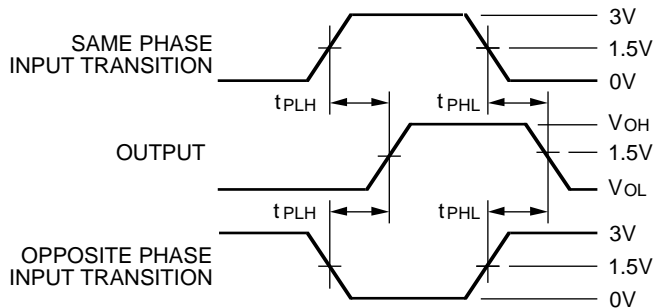 3V
SAME PHASE
INPUT TRANSITION
1.5V
0V
tPLH
tPHL
VOH
OUTPUT
1.5V
VOL
tPLH
tPHL
3V
OPPOSITE PHASE
INPUT TRANSITION
1.5V
0V